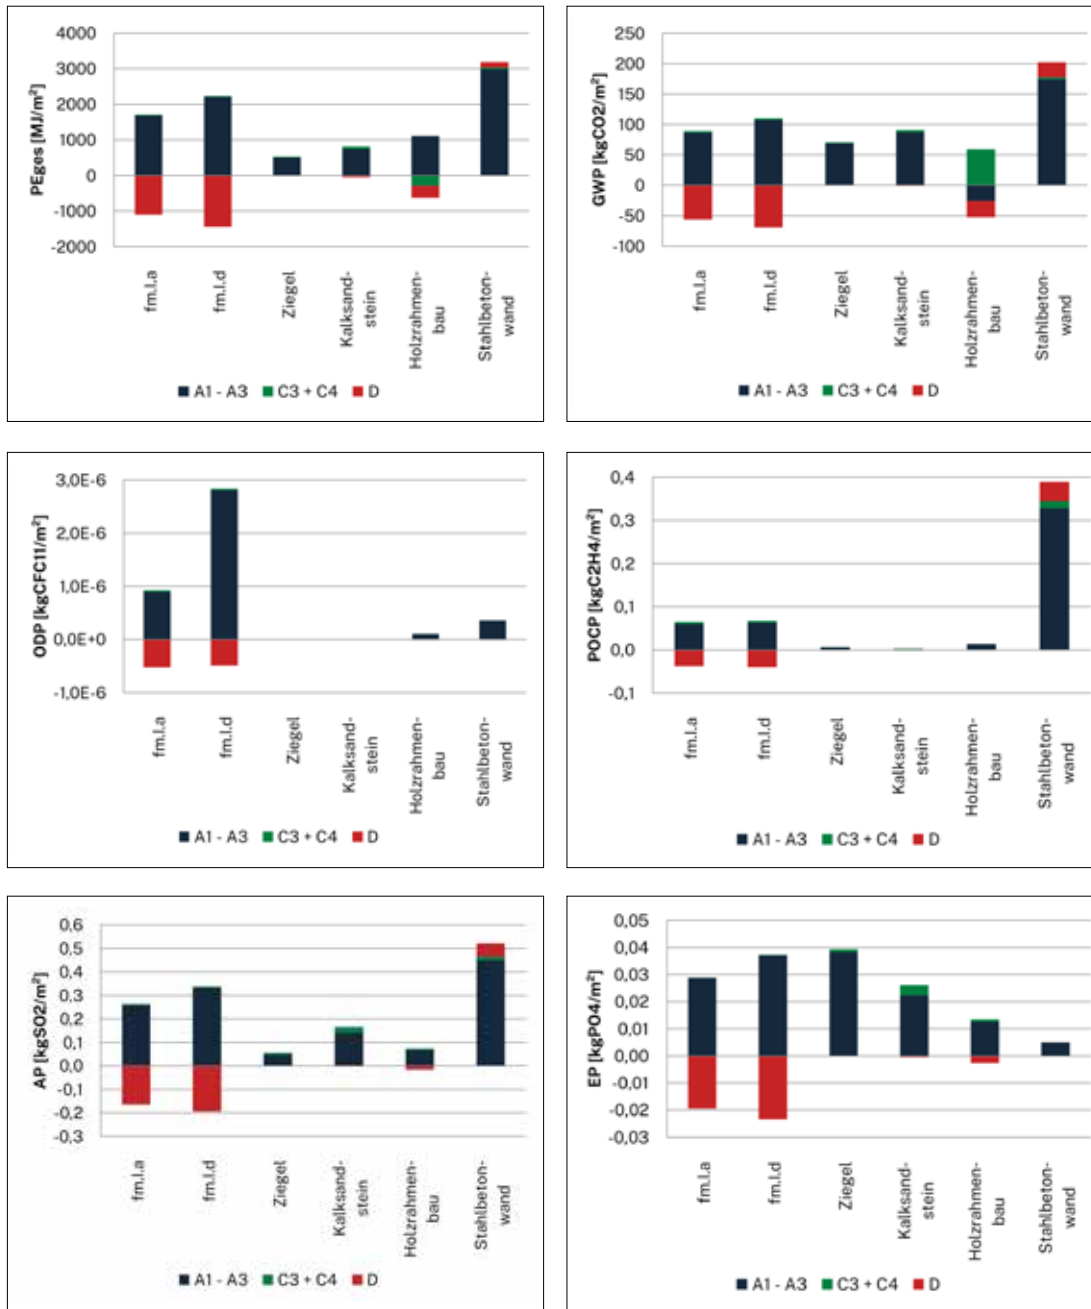 PEges [MJ/m²]
4000
3000
2000
1000
0
-1000
-2000
fm.l.a
fm.l.d
Ziegel
Kalksand-
stein
Holzrahmen-
bau
Stahlbeton-
wand
A1 - A3 C3 + C4 D
GWP [kgCO2/m²]
250
200
150
100
50
0
-50
-100
fm.l.a
fm.l.d
Ziegel
Kalksand-
stein
Holzrahmen-
bau
Stahlbeton-
wand
A1 - A3 C3 + C4 D
ODP [kgCFC11/m²]
3,0E-6
2,0E-6
1,0E-6
0,0E+0
-1,0E-6
fm.l.a
fm.l.d
Ziegel
Kalksand-
stein
Holzrahmen-
bau
Stahlbeton-
wand
A1 - A3 C3 + C4 D
POCP [kgC2H4/m²]
0,4
0,3
0,2
0,1
0,0
-0,1
fm.l.a
fm.l.d
Ziegel
Kalksand-
stein
Holzrahmen-
bau
Stahlbeton-
wand
A1 - A3 C3 + C4 D
AP [kgSO2/m²]
0,6
0,5
0,4
0,3
0,2
0,1
0,0
-0,1
-0,2
-0,3
fm.l.a
fm.l.d
Ziegel
Kalksand-
stein
Holzrahmen-
bau
Stahlbeton-
wand
A1 - A3 C3 + C4 D
EP [kgPO4/m²]
0,05
0,04
0,03
0,02
0,01
0,00
-0,01
-0,02
-0,03
fm.l.a
fm.l.d
Ziegel
Kalksand-
stein
Holzrahmen-
bau
Stahlbeton-
wand
A1 - A3 C3 + C4 D